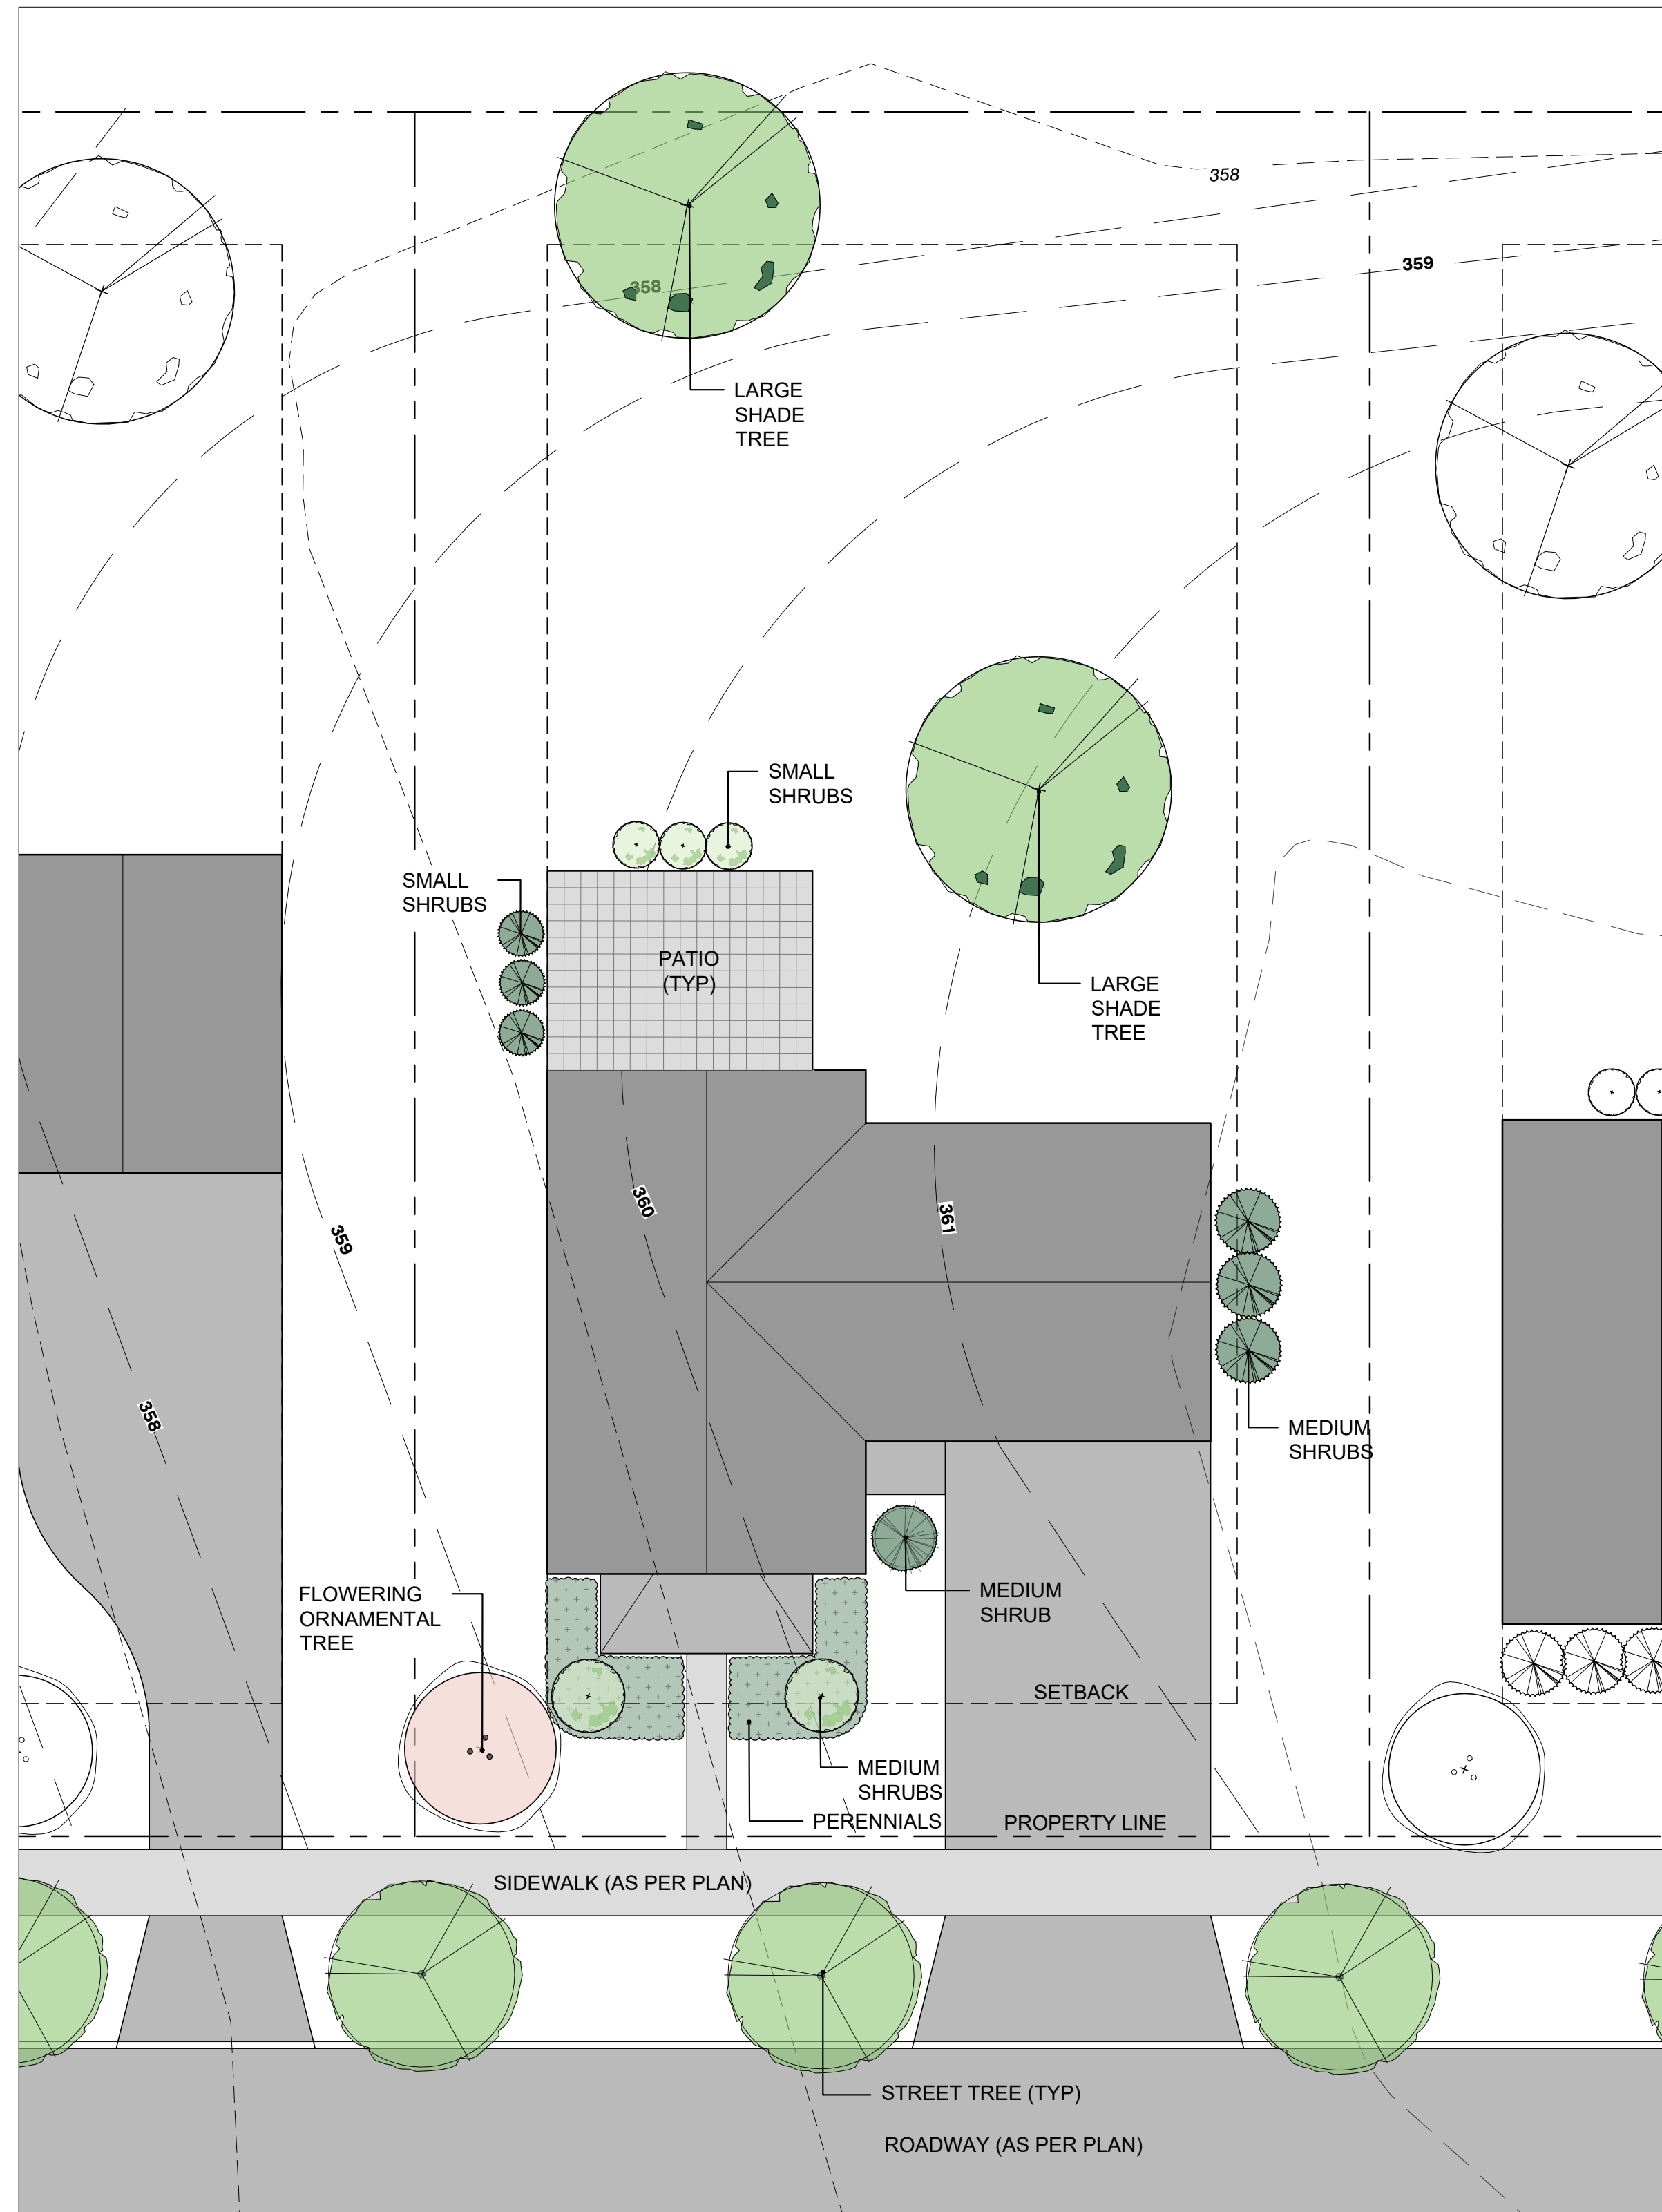 358
359
358
LARGE
SHADE
TREE
SMALL
SHRUBS
SMALL
SHRUBS
PATIO
(TYP)
LARGE
SHADE
TREE
360
361
359
358
MEDIUM
SHRUBS
FLOWERING
ORNAMENTAL
TREE
MEDIUM
SHRUB
SETBACK
MEDIUM
SHRUBS
PERENNIALS
PROPERTY LINE
SIDEWALK (AS PER PLAN)
STREET TREE (TYP)
ROADWAY (AS PER PLAN)